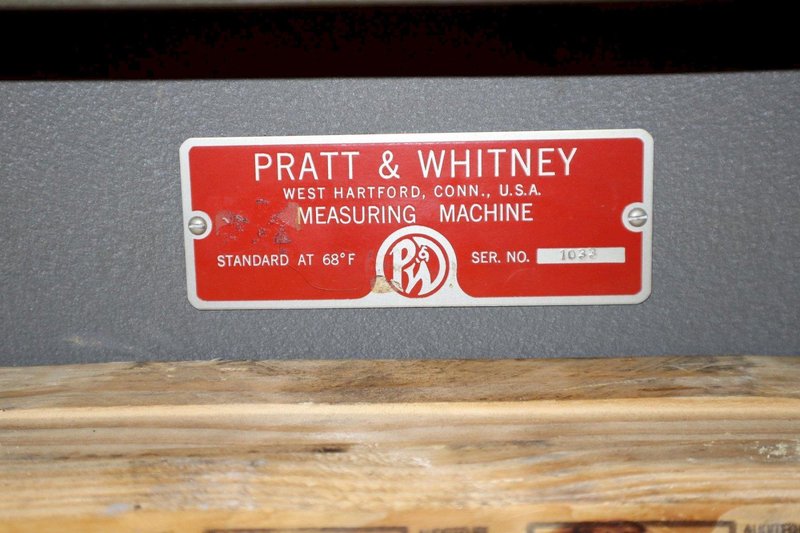 PRATT & WHITNEY
WEST HARTFORD, CONN., U.S.A.
MEASURING MACHINE
STANDARD AT 68°F
P&W
SER. NO. 1033